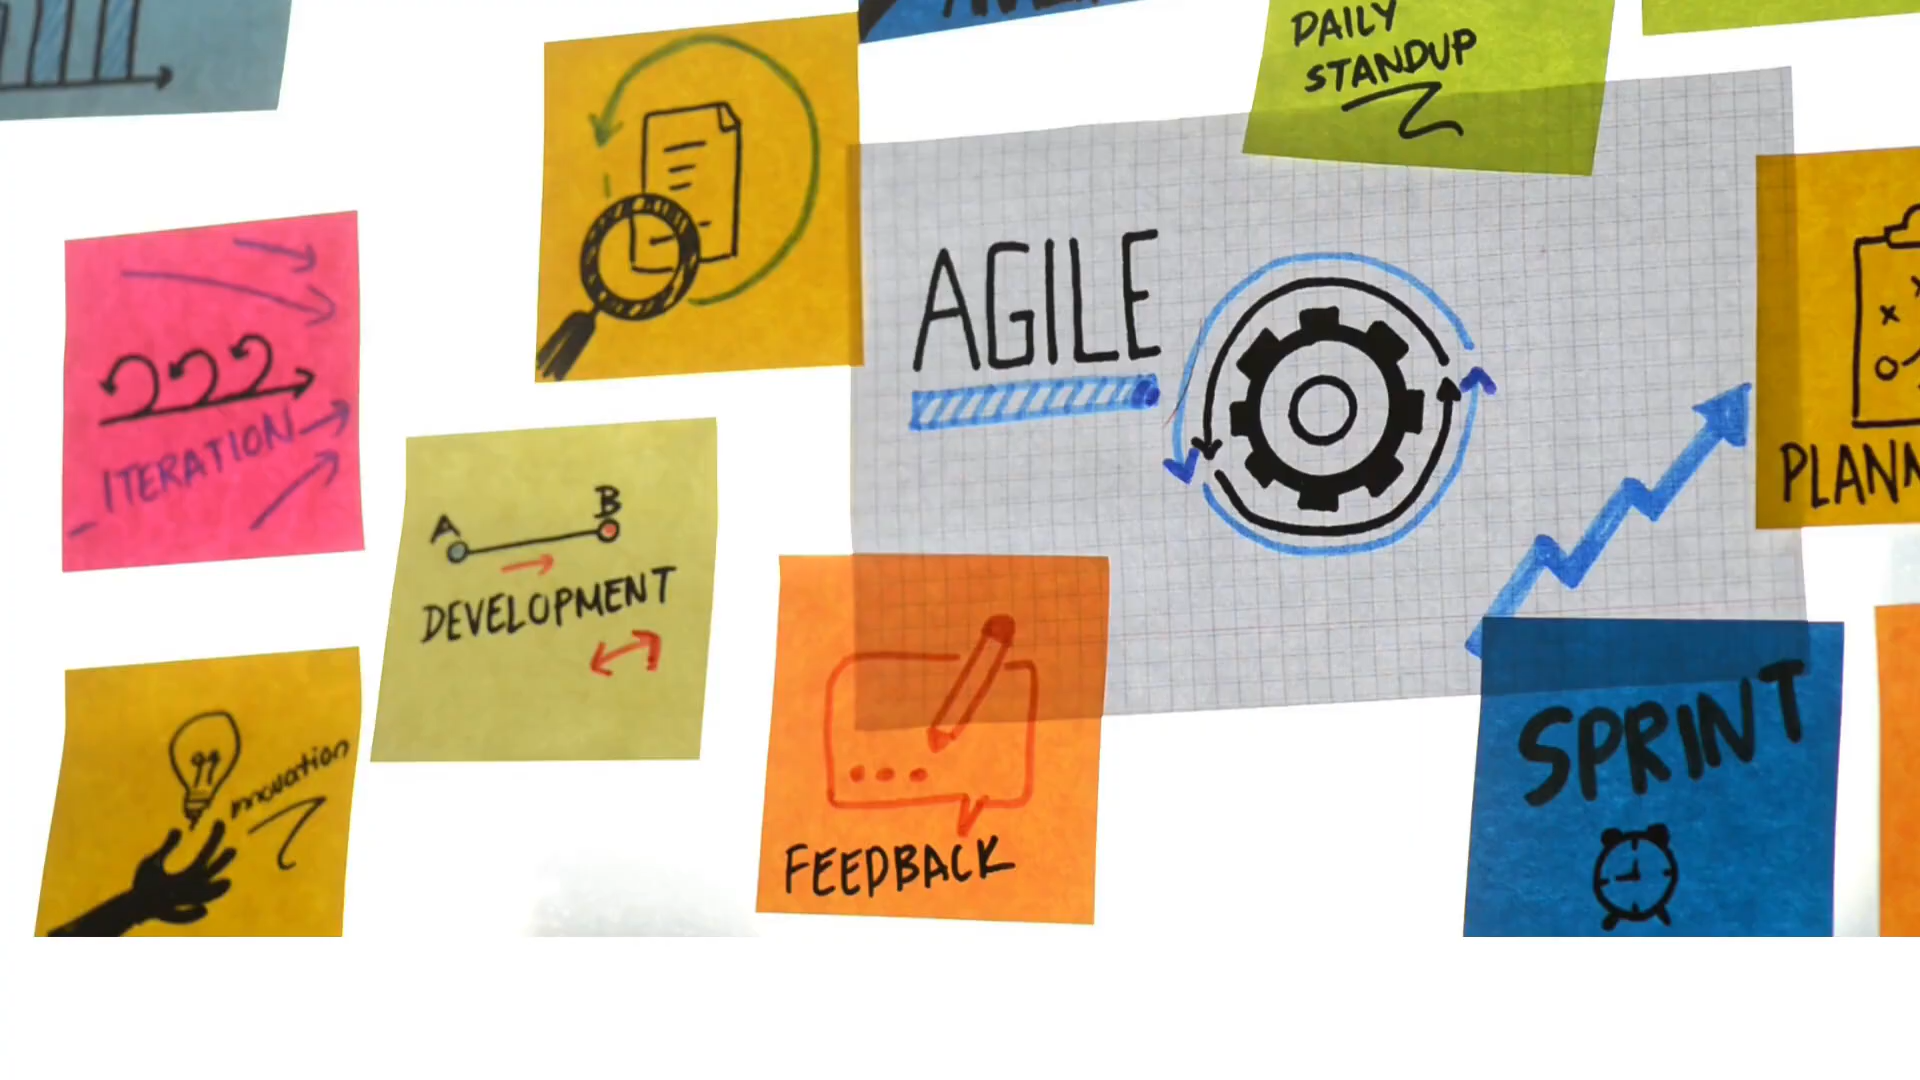 DAILY
STANDUP
AGILE
ITERATION
A
B
DEVELOPMENT
innovation
FEEDBACK
SPRINT